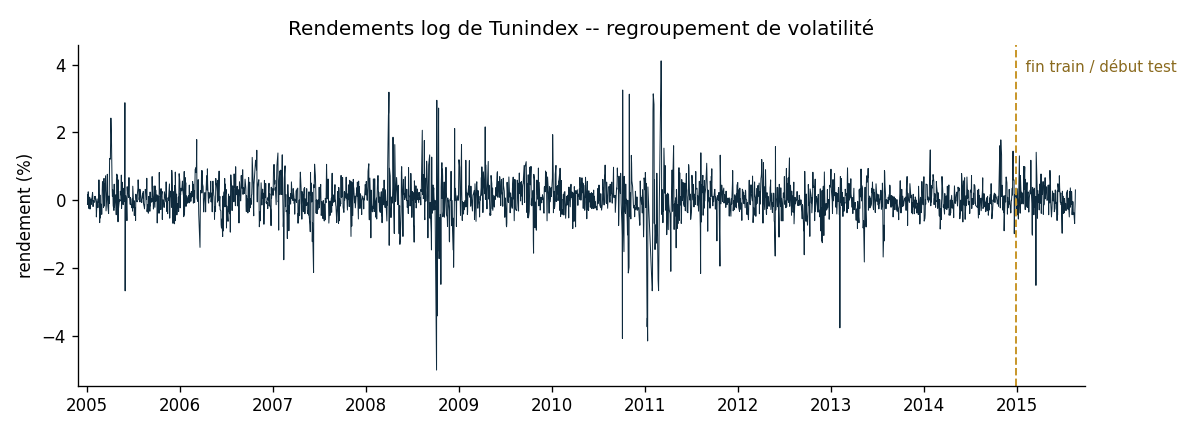 Rendements log de Tunindex -- regroupement de volatilité
fin train / début test
rendement (%)
4
2
0
−2
−4
2005 2006 2007 2008 2009 2010 2011 2012 2013 2014 2015